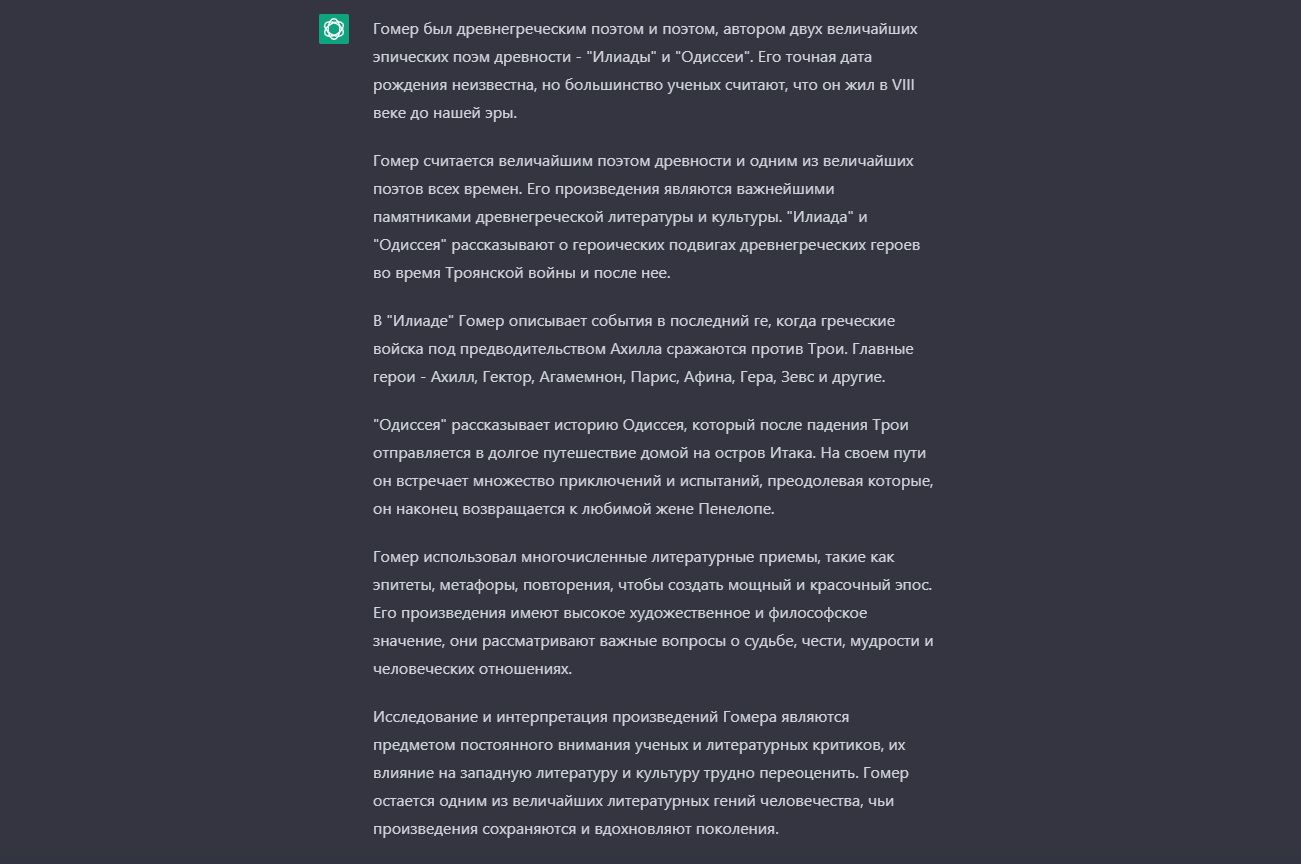 Гомер был древнегреческим поэтом и поэтом, автором двух величайших
эпических поэм древности - "Илиады" и "Одиссеи". Его точная дата
рождения неизвестна, но большинство ученых считают, что он жил в VIII
веке до нашей эры.
Гомер считается величайшим поэтом древности и одним из величайших
поэтов всех времен. Его произведения являются важнейшими
памятниками древнегреческой литературы и культуры. "Илиада" и
"Одиссея" рассказывают о героических подвигах древнегреческих героев
во время Троянской войны и после нее.
В "Илиаде" Гомер описывает события в последний ге, когда греческие
войска под предводительством Ахилла сражаются против Трои. Главные
герои - Ахилл, Гектор, Агамемнон, Парис, Афина, Гера, Зевс и другие.
"Одиссея" рассказывает историю Одиссея, который после падения Трои
отправляется в долгое путешествие домой на остров Итака. На своем пути
он встречает множество приключений и испытаний, преодолевая которые,
он наконец возвращается к любимой жене Пенелопе.
Гомер использовал многочисленные литературные приемы, такие как
эпитеты, метафоры, повторения, чтобы создать мощный и красочный эпос.
Его произведения имеют высокое художественное и философское
значение, они рассматривают важные вопросы о судьбе, чести, мудрости и
человеческих отношениях.
Исследование и интерпретация произведений Гомера являются
предметом постоянного внимания ученых и литературных критиков, их
влияние на западную литературу и культуру трудно переоценить. Гомер
остается одним из величайших литературных гений человечества, чьи
произведения сохраняются и вдохновляют поколения.